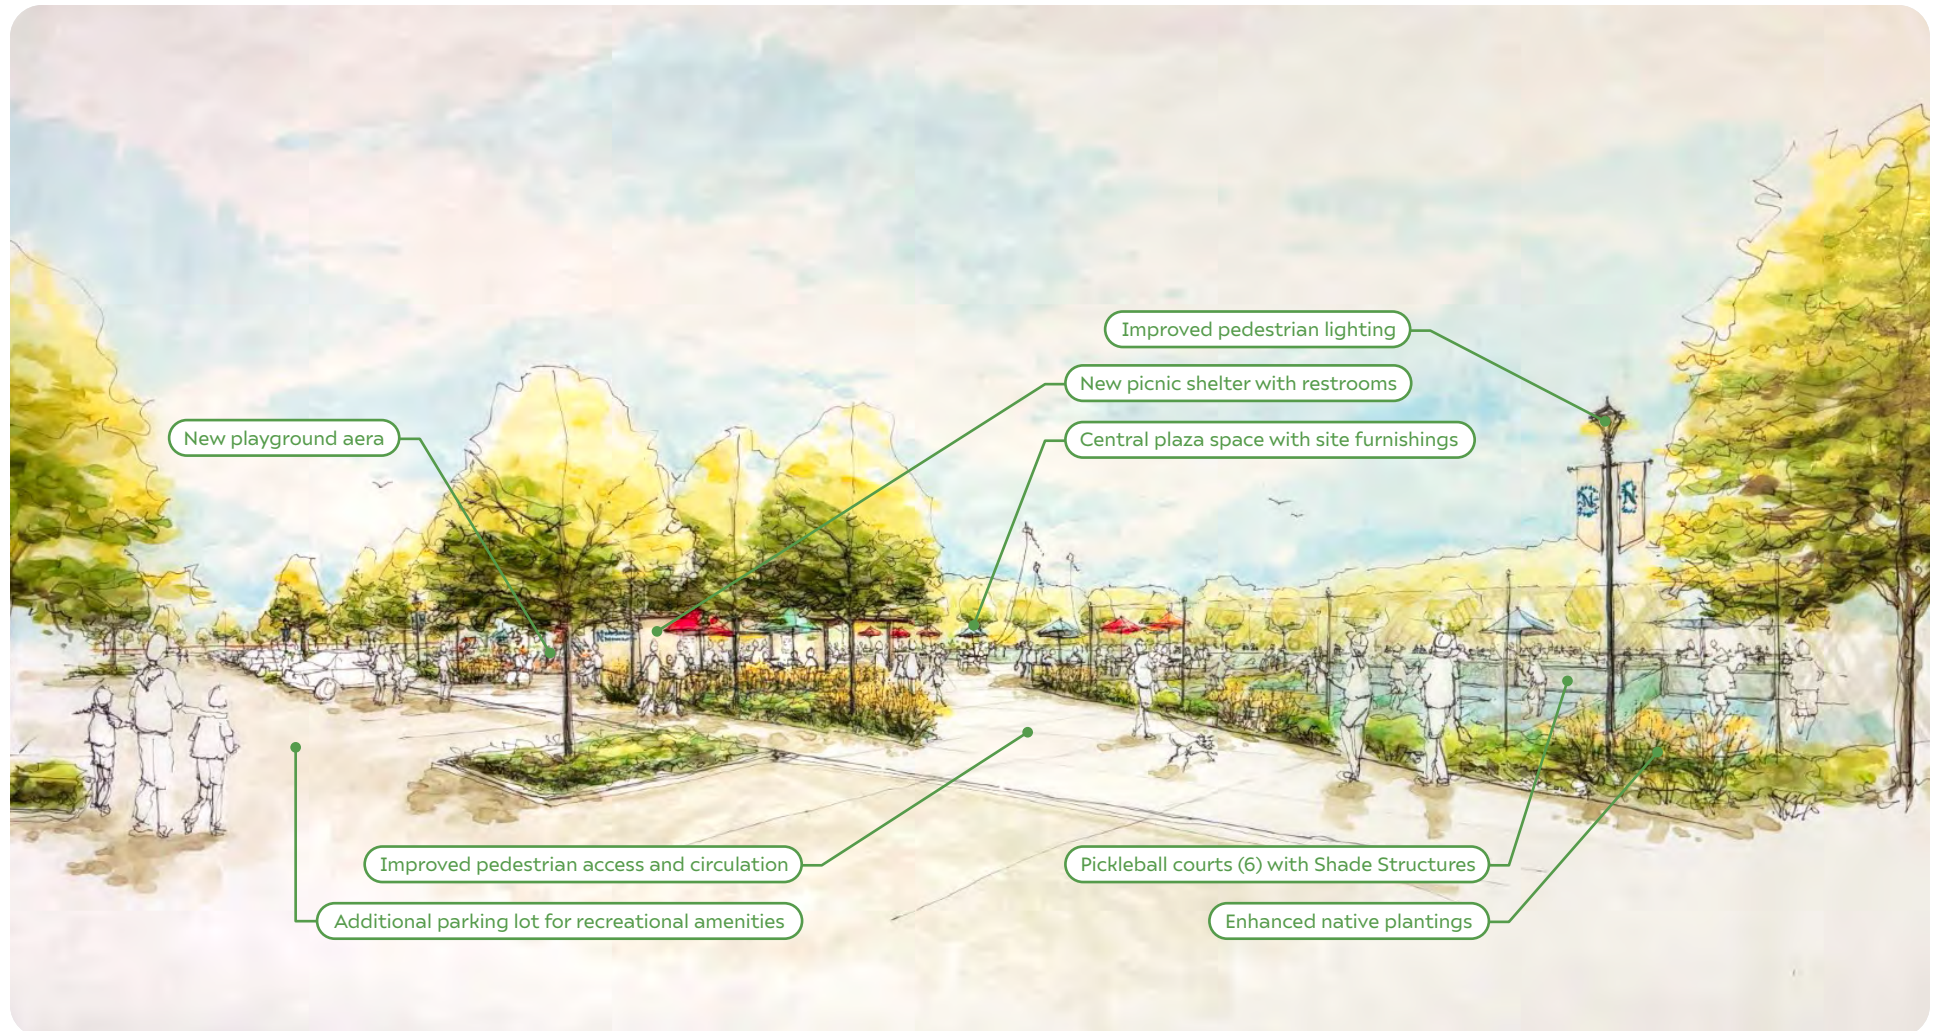 Improved pedestrian lighting
New picnic shelter with restrooms
New playground aera
Central plaza space with site furnishings
N
N
Improved pedestrian access and circulation
Pickleball courts (6) with Shade Structures
Additional parking lot for recreational amenities
Enhanced native plantings